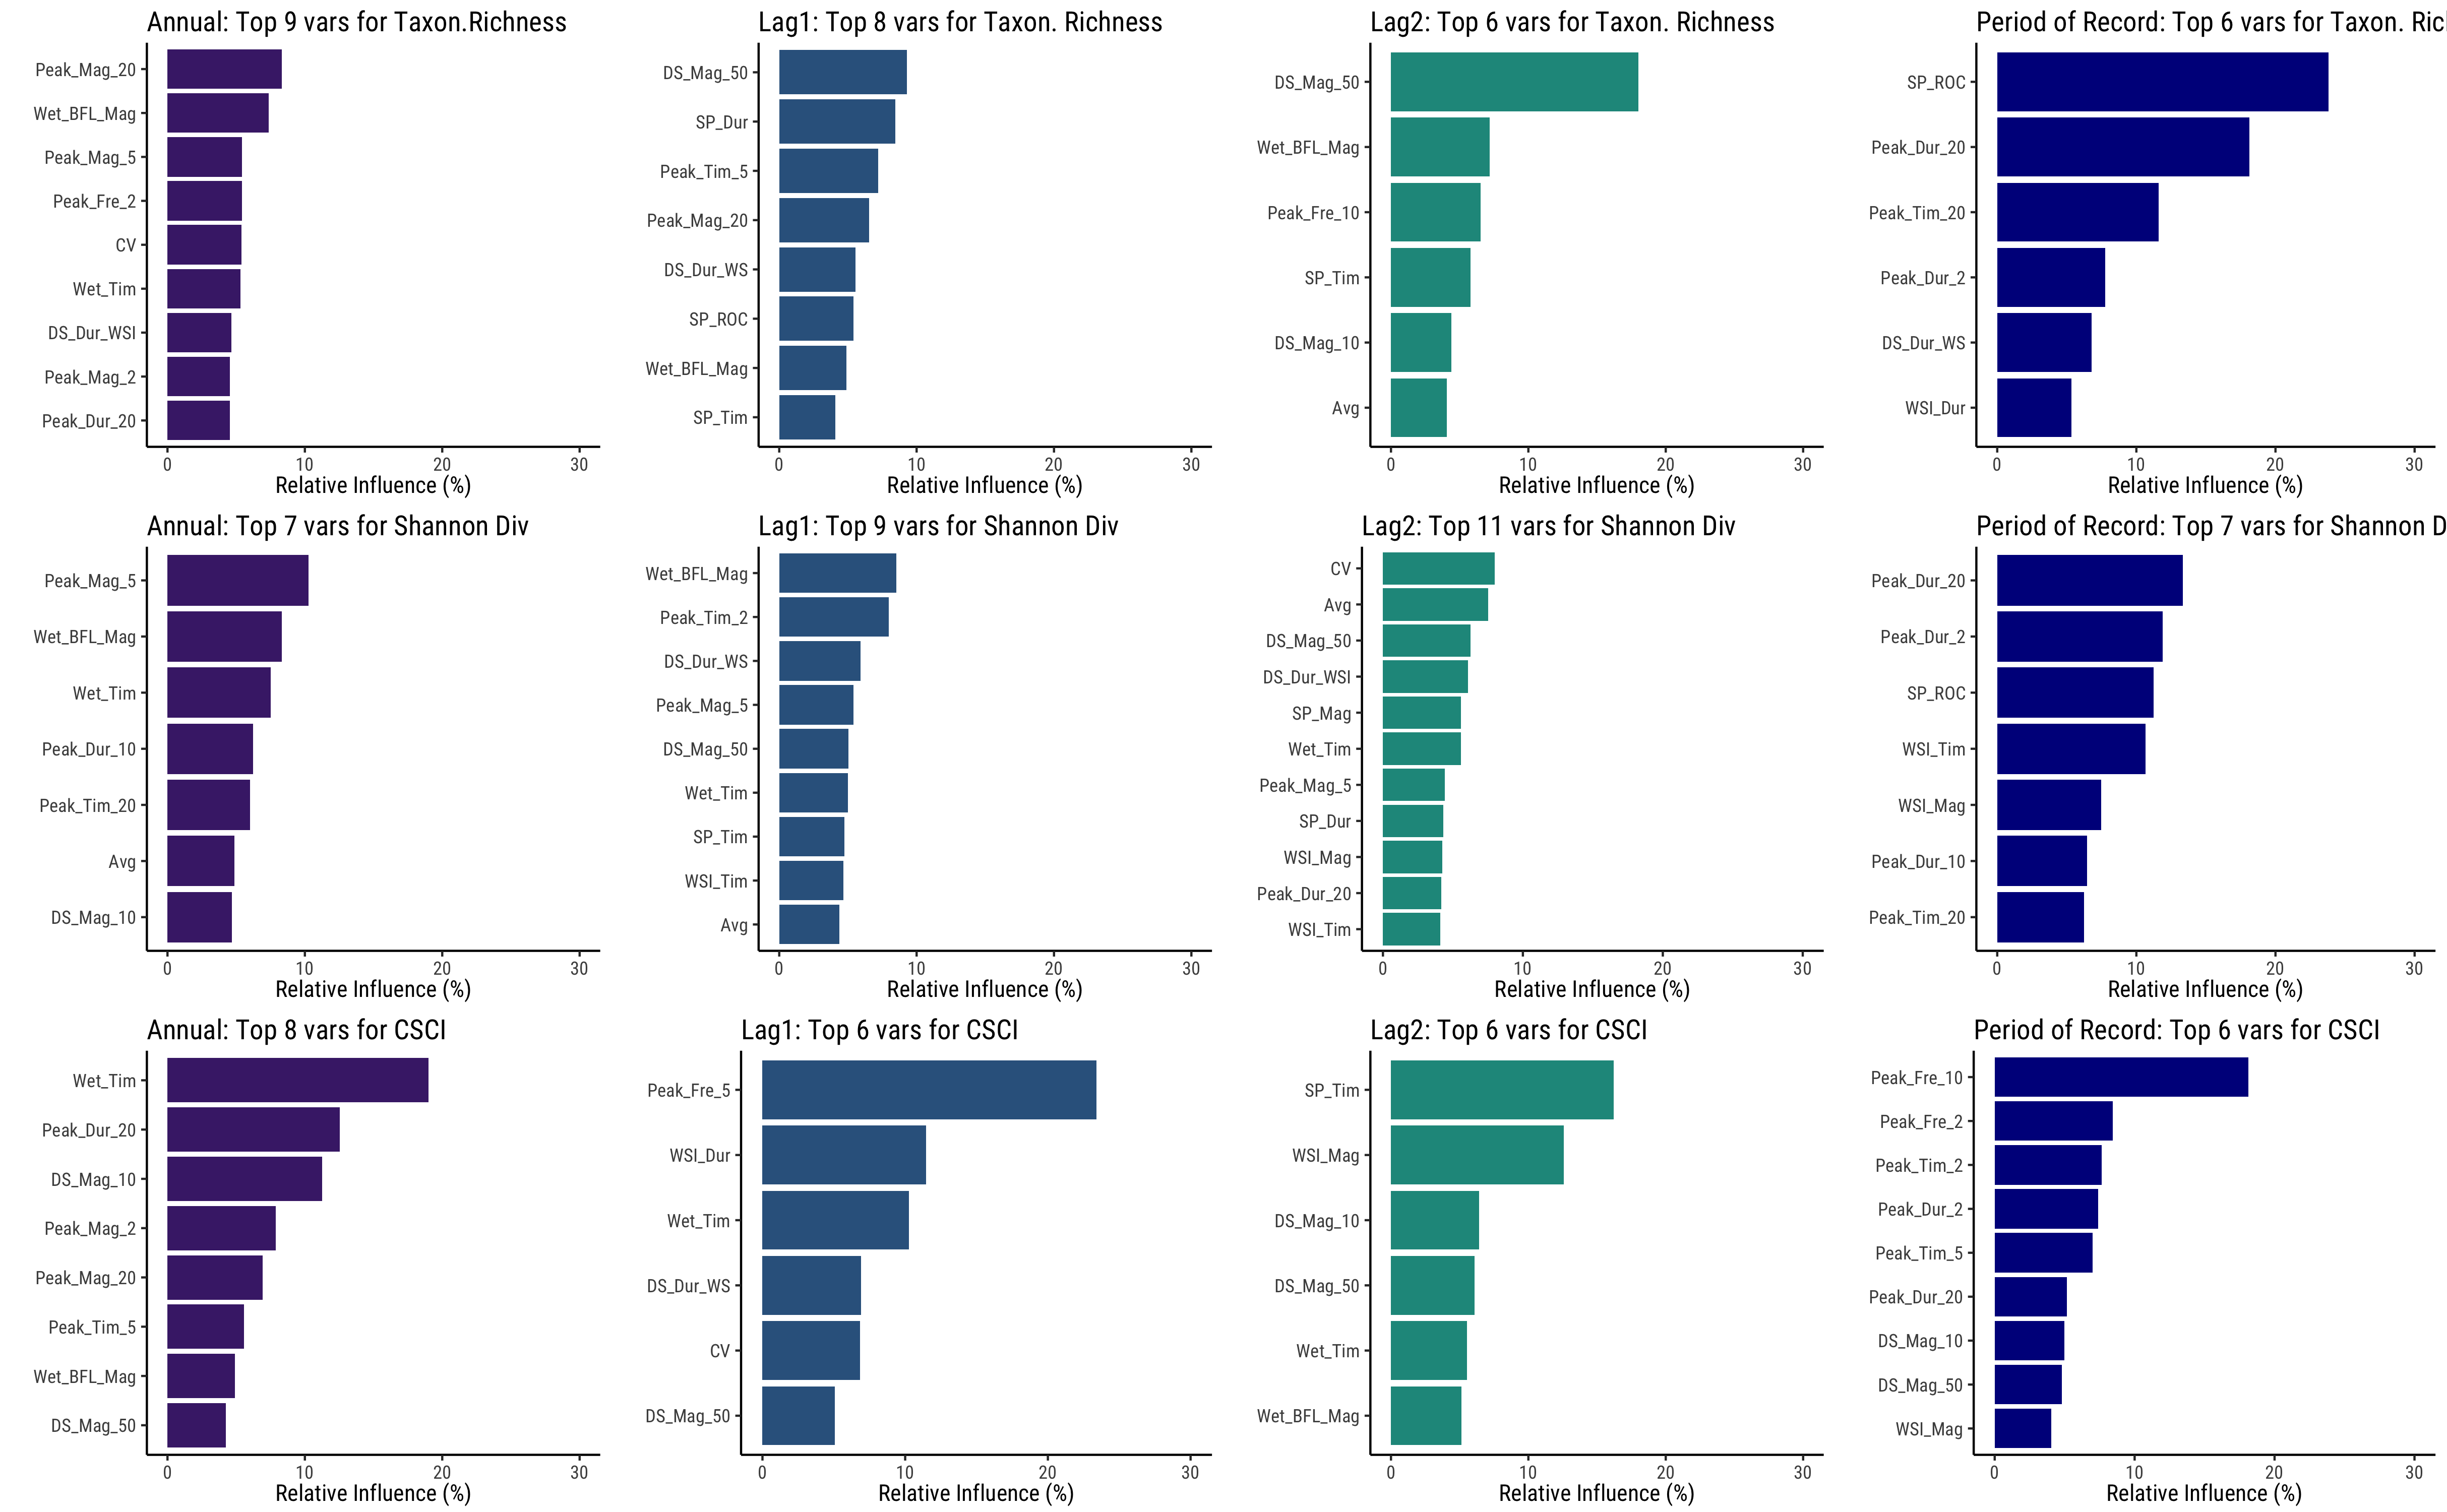 Annual: Top 9 vars for Taxon.Richness
Peak_Mag_20
Wet_BFL_Mag
Peak_Mag_5
Peak_Fre_2
CV
Wet_Tim
DS_Dur_WSI
Peak_Mag_2
Peak_Dur_20
0 10 20 30
Relative Influence (%)
Lag1: Top 8 vars for Taxon. Richness
DS_Mag_50
SP_Dur
Peak_Tim_5
Peak_Mag_20
DS_Dur_WS
SP_ROC
Wet_BFL_Mag
SP_Tim
0 10 20 30
Relative Influence (%)
Lag2: Top 6 vars for Taxon. Richness
DS_Mag_50
Wet_BFL_Mag
Peak_Fre_10
SP_Tim
DS_Mag_10
Avg
0 10 20 30
Relative Influence (%)
Period of Record: Top 6 vars for Taxon. Ric
SP_ROC
Peak_Dur_20
Peak_Tim_20
Peak_Dur_2
DS_Dur_WS
WSI_Dur
0 10 20 30
Relative Influence (%)
Annual: Top 7 vars for Shannon Div
Peak_Mag_5
Wet_BFL_Mag
Wet_Tim
Peak_Dur_10
Peak_Tim_20
Avg
DS_Mag_10
0 10 20 30
Relative Influence (%)
Lag1: Top 9 vars for Shannon Div
Wet_BFL_Mag
Peak_Tim_2
DS_Dur_WS
Peak_Mag_5
DS_Mag_50
Wet_Tim
SP_Tim
WSI_Tim
Avg
0 10 20 30
Relative Influence (%)
Lag2: Top 11 vars for Shannon Div
CV
Avg
DS_Mag_50
DS_Dur_WSI
SP_Mag
Wet_Tim
Peak_Mag_5
SP_Dur
WSI_Mag
Peak_Dur_20
WSI_Tim
0 10 20 30
Relative Influence (%)
Period of Record: Top 7 vars for Shannon D
Peak_Dur_20
Peak_Dur_2
SP_ROC
WSI_Tim
WSI_Mag
Peak_Dur_10
Peak_Tim_20
0 10 20 30
Relative Influence (%)
Annual: Top 8 vars for CSCI
Wet_Tim
Peak_Dur_20
DS_Mag_10
Peak_Mag_2
Peak_Mag_20
Peak_Tim_5
Wet_BFL_Mag
DS_Mag_50
0 10 20 30
Relative Influence (%)
Lag1: Top 6 vars for CSCI
Peak_Fre_5
WSI_Dur
Wet_Tim
DS_Dur_WS
CV
DS_Mag_50
0 10 20 30
Relative Influence (%)
Lag2: Top 6 vars for CSCI
SP_Tim
WSI_Mag
DS_Mag_10
DS_Mag_50
Wet_Tim
Wet_BFL_Mag
0 10 20 30
Relative Influence (%)
Period of Record: Top 6 vars for CSCI
Peak_Fre_10
Peak_Fre_2
Peak_Tim_2
Peak_Dur_2
Peak_Tim_5
Peak_Dur_20
DS_Mag_10
DS_Mag_50
WSI_Mag
0 10 20 30
Relative Influence (%)